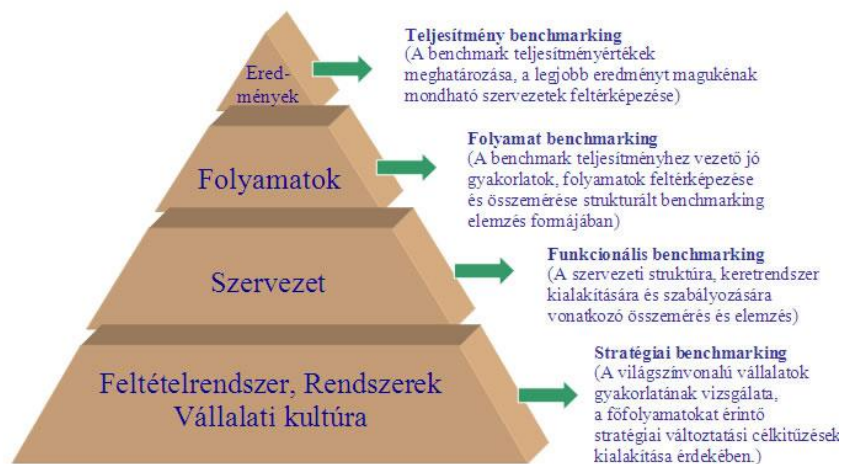 Ered-
mények
Teljesítmény benchmarking
(A benchmark teljesítményértékek
meghatározása, a legjobb eredményt magukénak
mondható szervezetek feltérképezése)
Folyamatok
Folyamat benchmarking
(A benchmark teljesítményhez vezető jó
gyakorlatok, folyamatok feltérképezése
és összemérése strukturált benchmarking
elemzés formájában)
Szervezet
Funkcionális benchmarking
(A szervezeti struktúra, keretrendszer
kialakítására és szabályozására
vonatkozó összemérés és elemzés)
Feltételrendszer, Rendszerek
Vállalati kultúra
Stratégiai benchmarking
(A világszínvonalú vállalatok
gyakorlatának vizsgálata,
a főfolyamatokat érintő
stratégiai változtatási célkitűzések
kialakítása érdekében.)